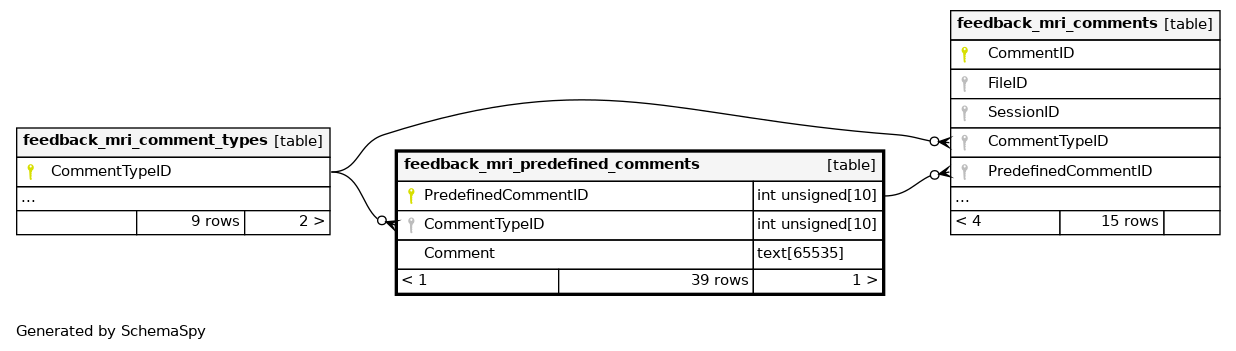 feedback_mri_comments [table]
CommentID
FileID
SessionID
CommentTypeID
PredefinedCommentID
...
< 4 15 rows
feedback_mri_comment_types [table]
CommentTypeID
...
9 rows 2 >
feedback_mri_predefined_comments [table]
PredefinedCommentID int unsigned[10]
CommentTypeID int unsigned[10]
Comment text[65535]
< 1 39 rows 1 >
Generated by SchemaSpy